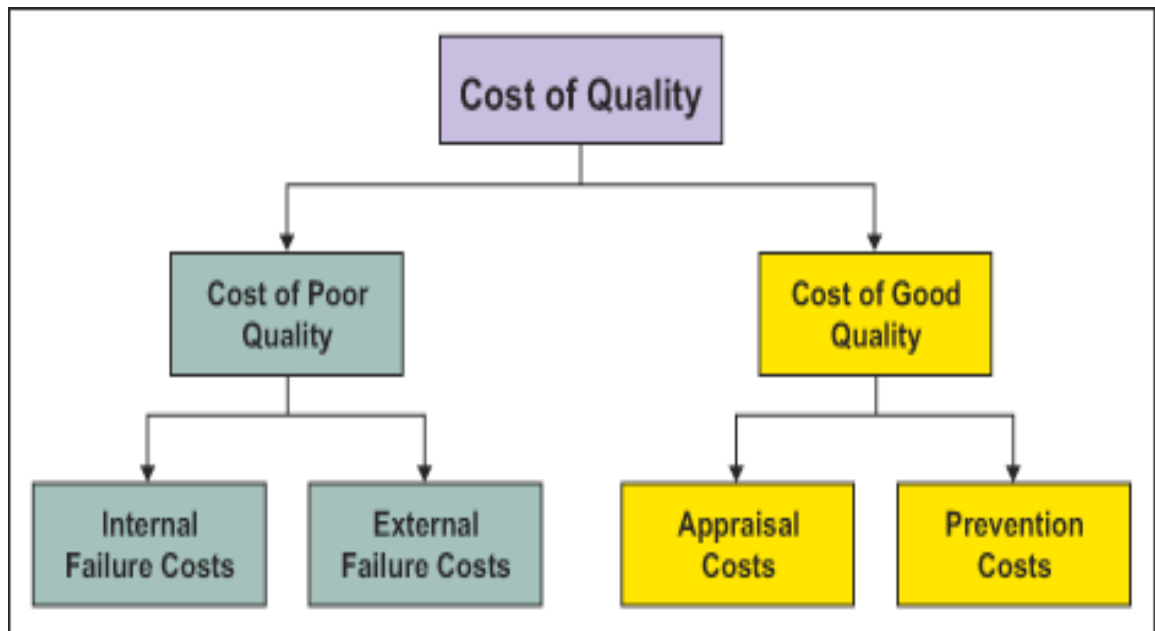 Cost of Quality
Cost of Poor
Quality
Cost of Good
Quality
Internal
Failure Costs
External
Failure Costs
Appraisal
Costs
Prevention
Costs